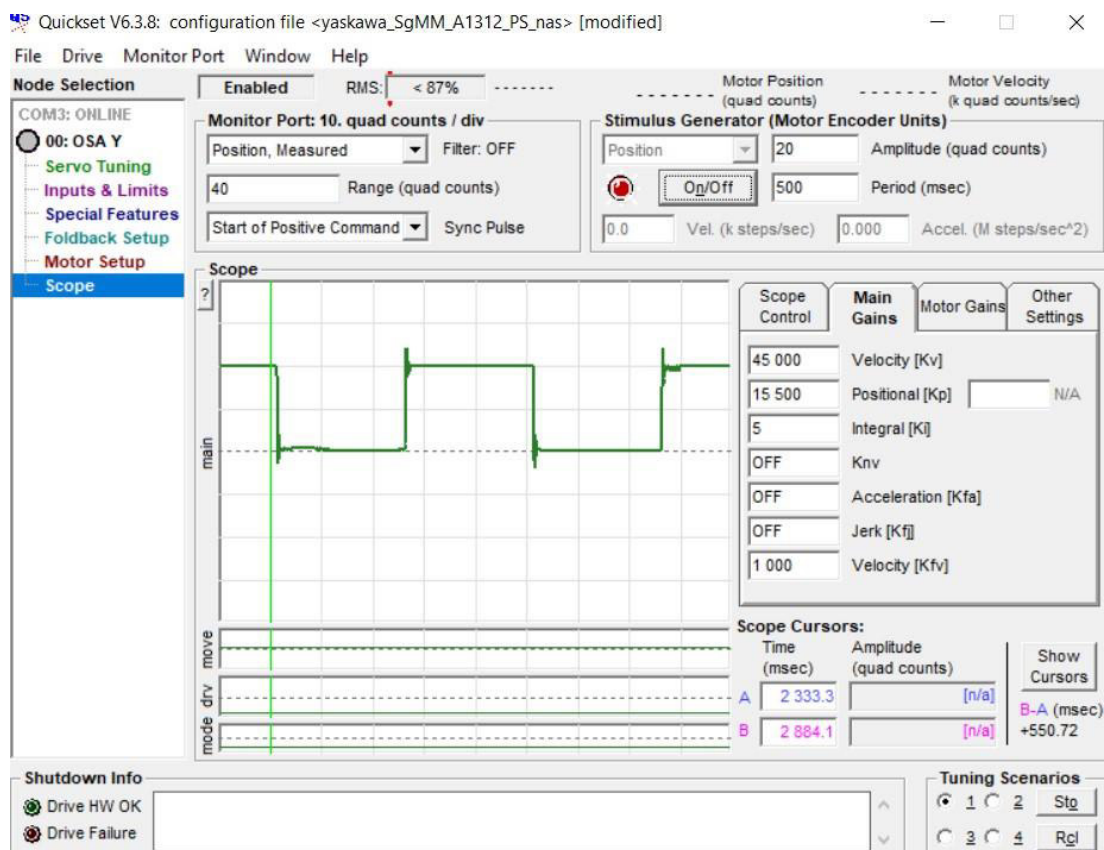 Quickset V6.3.8: configuration file <yaskawa_SgMM_A1312_PS_nas> [modified]
File Drive Monitor Port Window Help
Node Selection
COM3: ONLINE
00: OSA Y
Servo Tuning
Inputs & Limits
Special Features
Foldback Setup
Motor Setup
Scope
Enabled RMS: < 87% -------
------- Motor Position
(quad counts)
------- Motor Velocity
(k quad counts/sec)
Monitor Port: 10. quad counts / div
Position, Measured Filter: OFF
40 Range (quad counts)
Start of Positive Command Sync Pulse
Stimulus Generator (Motor Encoder Units)
Position 20 Amplitude (quad counts)
On/Off 500 Period (msec)
0.0 Vel. (k steps/sec) 0.000 Accel. (M steps/sec^2)
Scope
?
main
move
drv
mode
Scope
Control
Main
Gains
Motor Gains
Other
Settings
45 000 Velocity [Kv]
15 500 Positional [Kp] N/A
5 Integral [Ki]
OFF Knv
OFF Acceleration [Kfa]
OFF Jerk [Kfj]
1 000 Velocity [Kfv]
Scope Cursors:
Time
(msec)
Amplitude
(quad counts)
A 2 333.3 [n/a]
B 2 884.1 [n/a]
Show
Cursors
B-A (msec)
+550.72
Shutdown Info
Drive HW OK
Drive Failure
Tuning Scenarios
1 2 Sto
3 4 Rcl